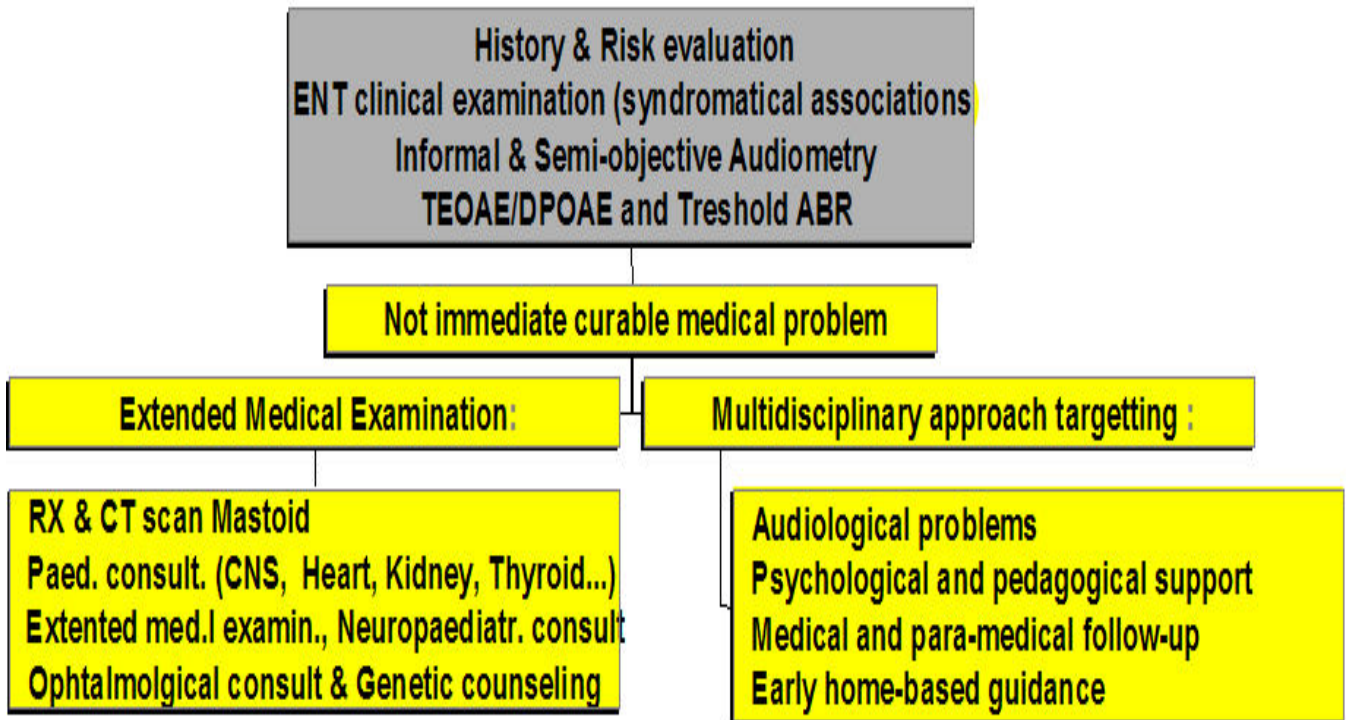 History & Risk evaluation
ENT clinical examination (syndromatical associations)
Informal & Semi-objective Audiometry
TEOAE/DPOAE and Treshold ABR
Not immediate curable medical problem
Extended Medical Examination:
Multidisciplinary approach targetting :
RX & CT scan Mastoid
Paed. consult. (CNS, Heart, Kidney, Thyroid...)
Extented med.l examin., Neuropaediatr. consult
Ophtalmolgical consult & Genetic counseling
Audiological problems
Psychological and pedagogical support
Medical and para-medical follow-up
Early home-based guidance